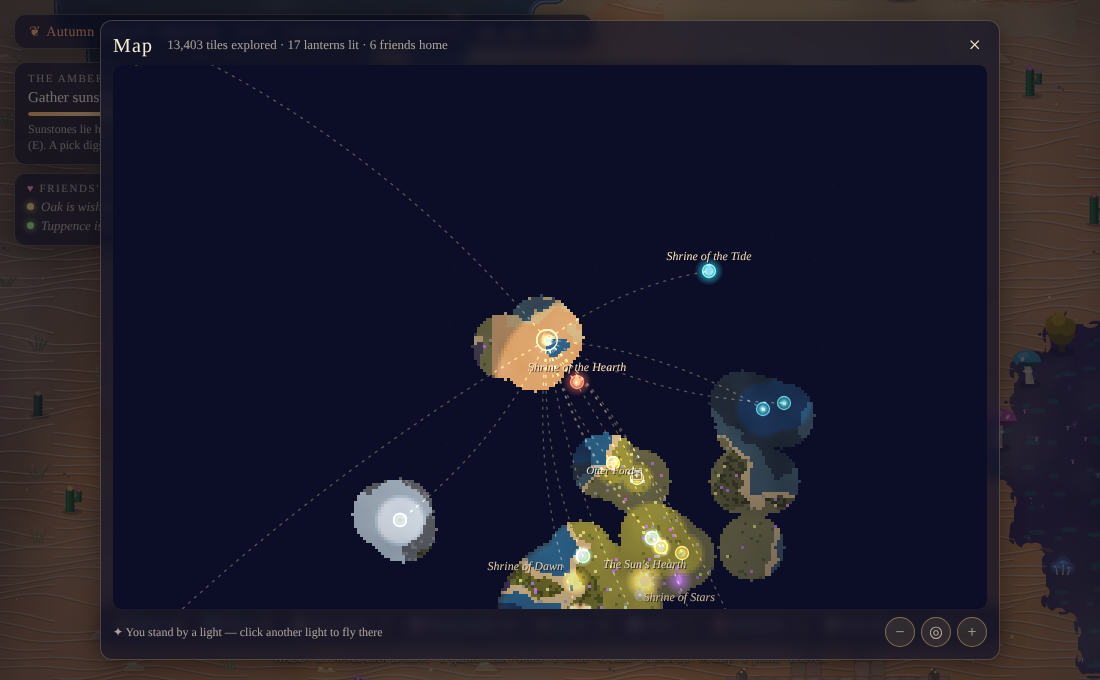 ❦ Autumn
THE AMBER
Gather suns
Sunstones lie h
(E). A pick dig
♥ FRIENDS'
Oak is wish
Tuppence is
Map
13,403 tiles explored · 17 lanterns lit · 6 friends home
×
Shrine of the Tide
Shrine of the Hearth
Otter Ford
Shrine of Dawn
The Sun's Hearth
Shrine of Stars
✦ You stand by a light — click another light to fly there
− ◎ +